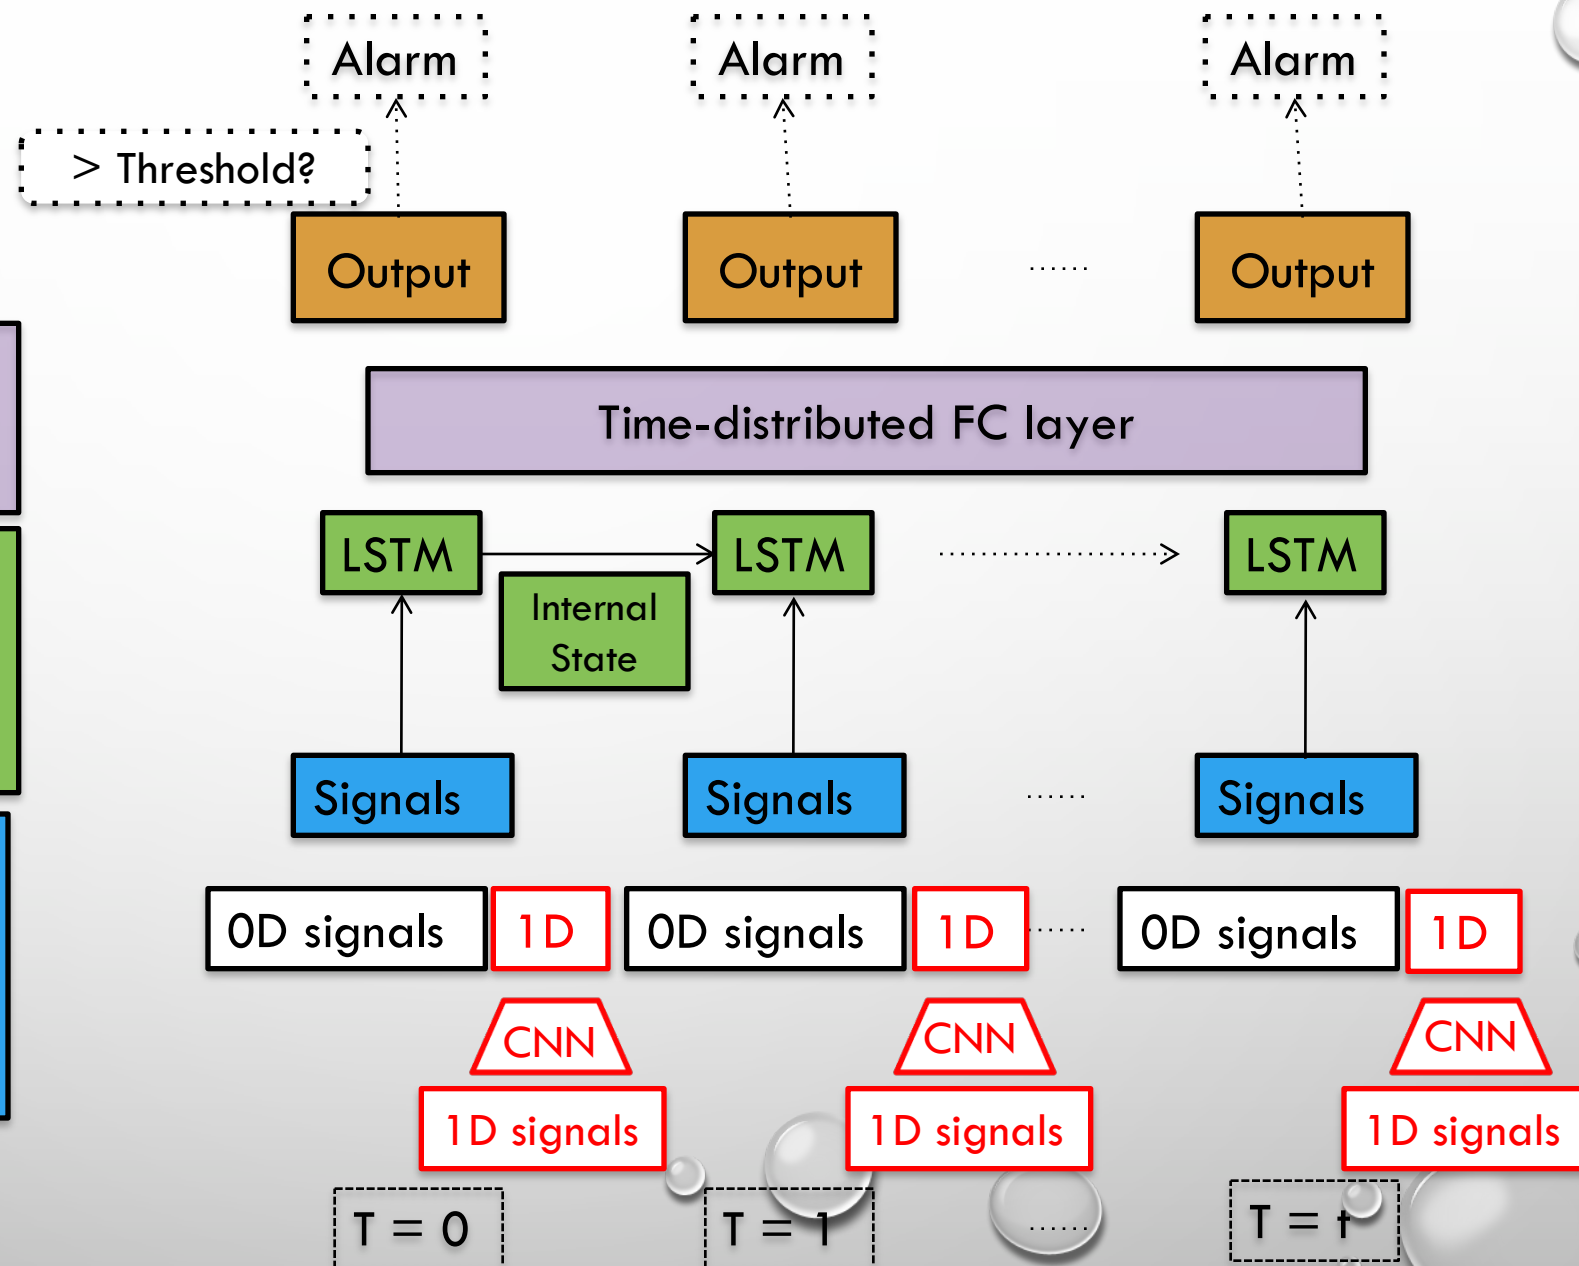 Alarm
Alarm
Alarm
> Threshold?
Output
Output
......
Output
Time-distributed FC layer
LSTM
LSTM
LSTM
Internal
State
Signals
Signals
......
Signals
0D signals
1D
0D signals
1D
......
0D signals
1D
CNN
CNN
CNN
1D signals
1D signals
1D signals
T = 0
T = 1
......
T = t